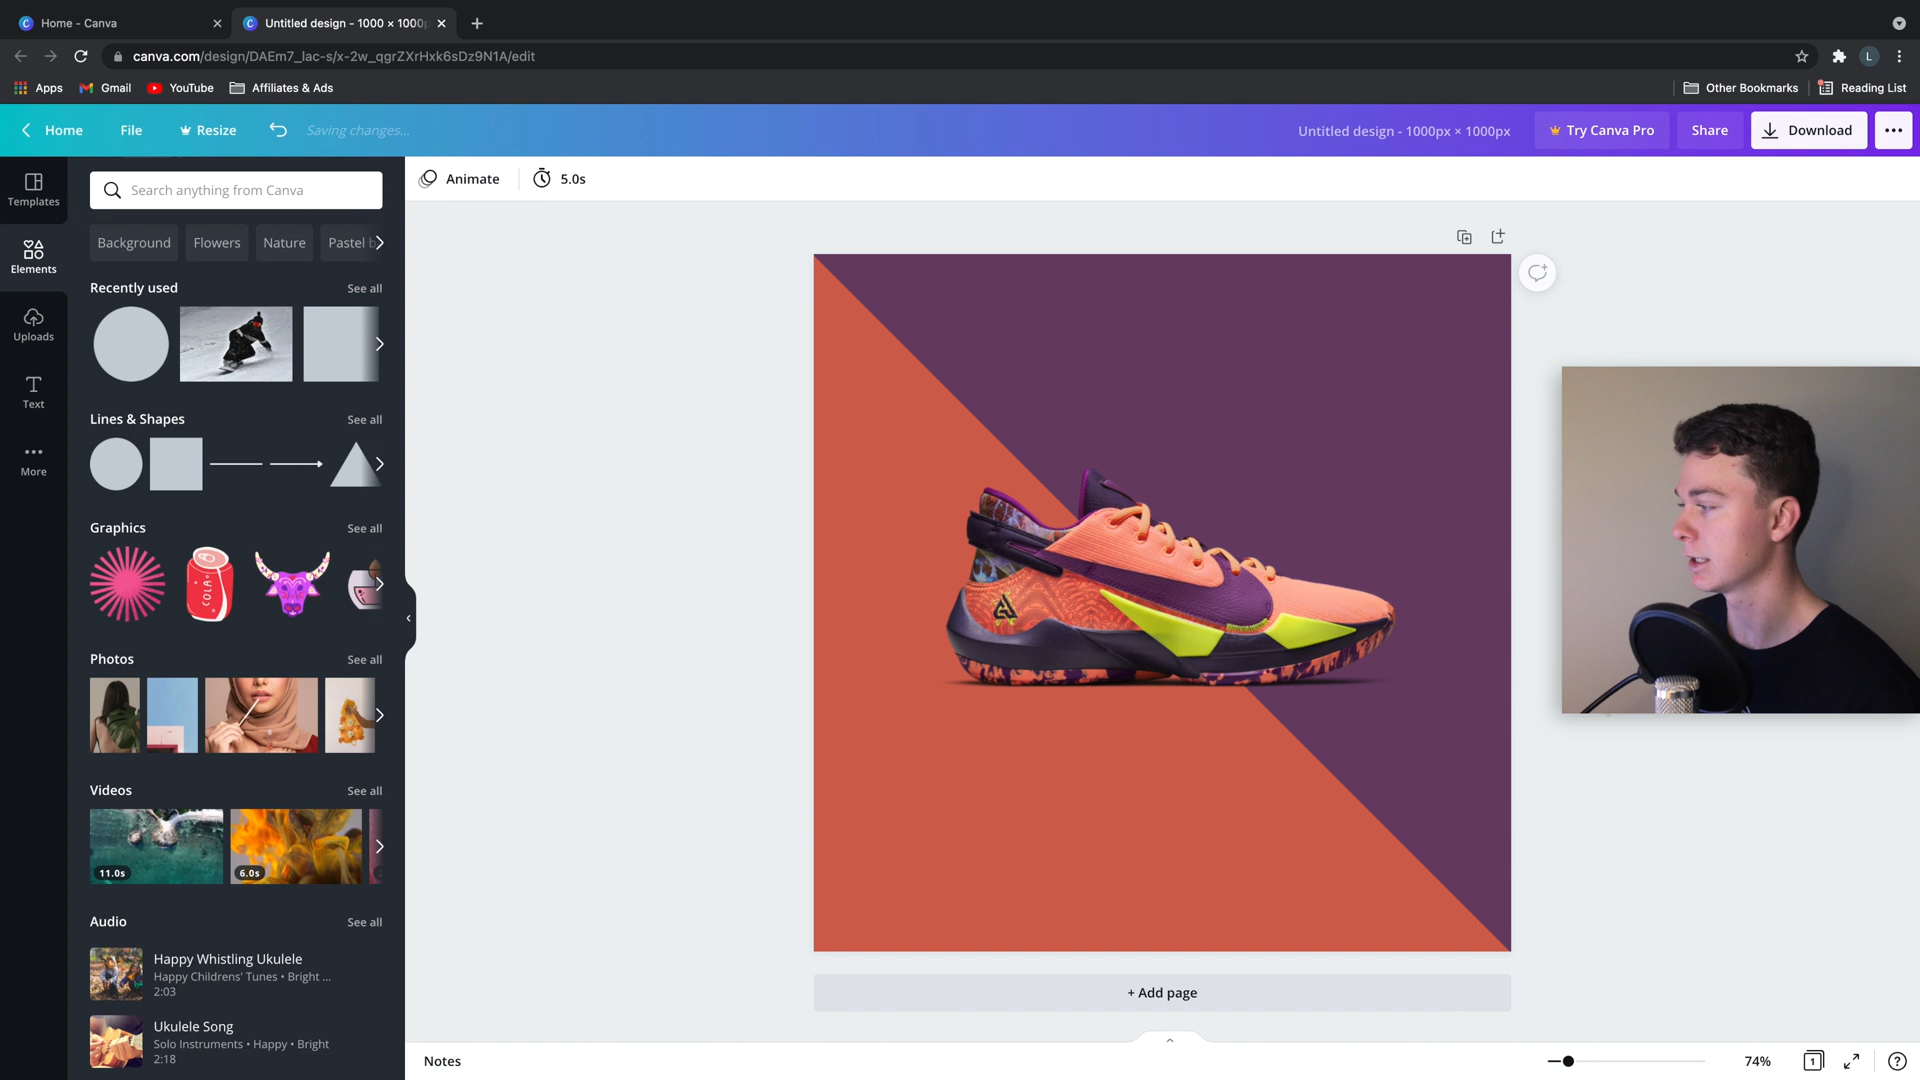 Home - Canva
Untitled design - 1000 × 1000p
canva.com/design/DAEm7_lac-s/x-2w_qgrZXrHxk6sDz9N1A/edit
L
Apps
Gmail
YouTube
Affiliates & Ads
Other Bookmarks
Reading List
Home
File
Resize
Saving changes...
Untitled design - 1000px × 1000px
Try Canva Pro
Share
Download
Templates
Elements
Uploads
Text
More
Search anything from Canva
Background
Flowers
Nature
Pastel b
Recently used
See all
Lines & Shapes
See all
Graphics
See all
COLA
Photos
See all
Videos
See all
11.0s
6.0s
Audio
See all
Happy Whistling Ukulele
Happy Childrens' Tunes • Bright ...
2:03
Ukulele Song
Solo Instruments • Happy • Bright
2:18
Animate
5.0s
+ Add page
Notes
74%
1